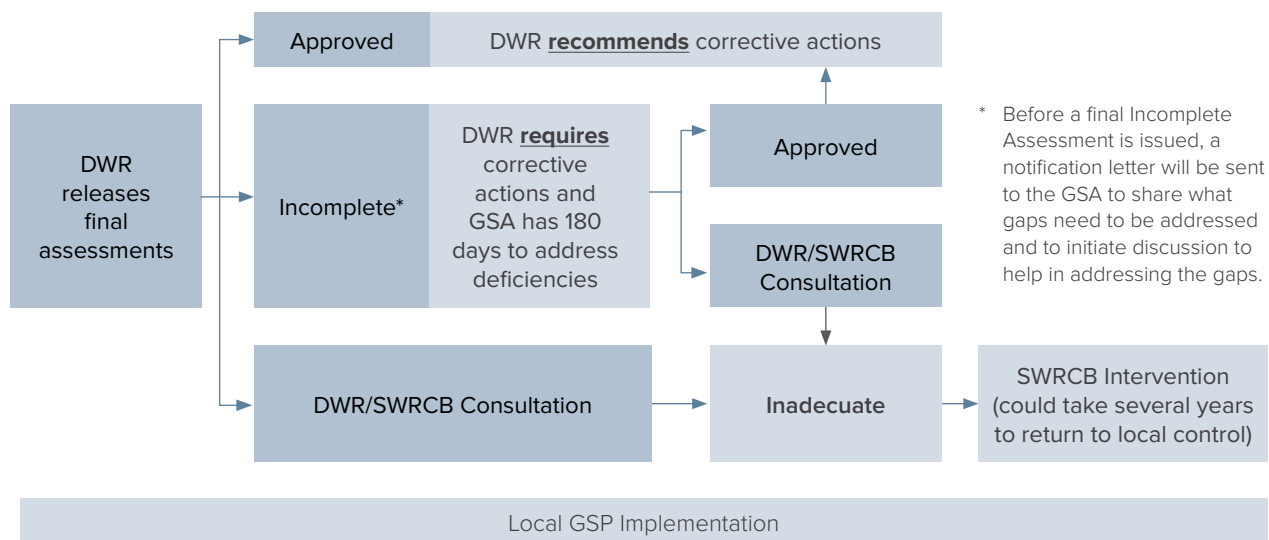 Approved
DWR recommends corrective actions
DWR
releases
final
assessments
Incomplete*
DWR requires
corrective
actions and
GSA has 180
days to address
deficiencies
Approved
DWR/SWRCB
Consultation
* Before a final Incomplete
Assessment is issued, a
notification letter will be sent
to the GSA to share what
gaps need to be addressed
and to initiate discussion to
help in addressing the gaps.
DWR/SWRCB Consultation
Inadequate
SWRCB Intervention
(could take several years
to return to local control)
Local GSP Implementation